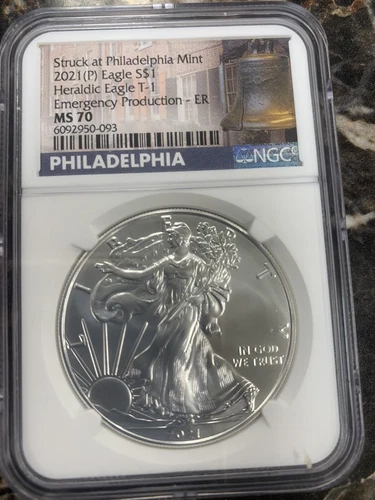 Struck at Philadelphia Mint
2021(P) Eagle S$1
Heraldic Eagle T-1
Emergency Production - ER
MS 70
6092950-093
PHILADELPHIA
NGC
LIBERTY
IN GOD
WE TRUST